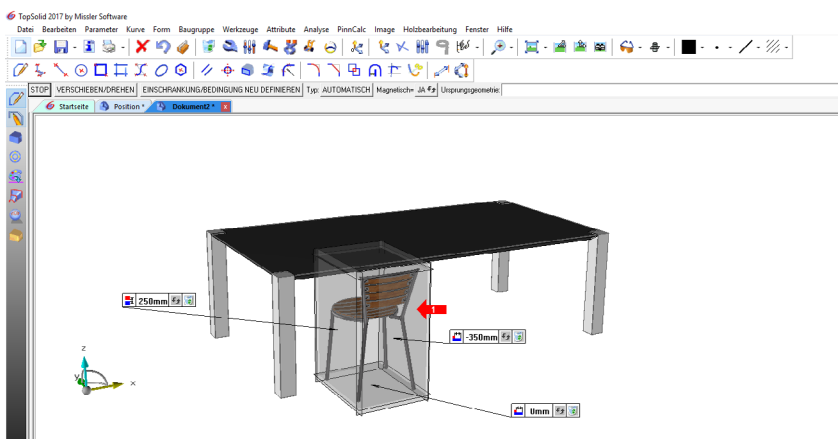 TopSolid 2017 by Missler Software
Datei Bearbeiten Parameter Kurve Form Baugruppe Werkzeuge Attribute Analyse PinnCalc Image Holzbearbeitung Fenster Hilfe
STOP VERSCHIEBEN/DREHEN EINSCHRANKUNG/BEDINGUNG NEU DEFINIEREN Typ: AUTOMATISCH Magnetisch= JA Ursprungsgeometrie:
Startseite Position * Dokument2 * X
250mm
1
-350mm
z
y
x
0mm